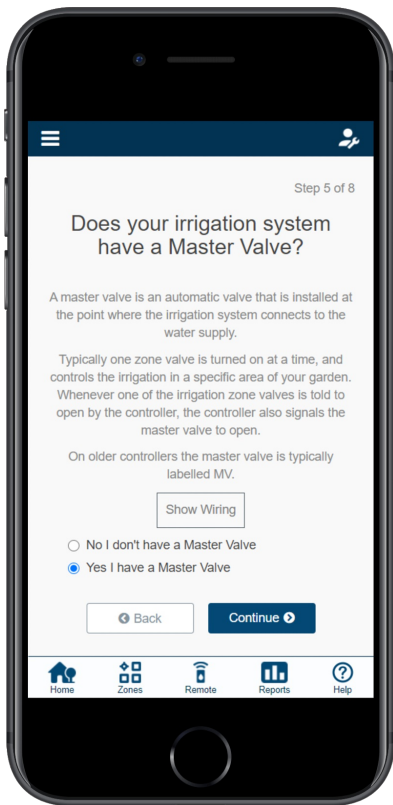 Step 5 of 8
Does your irrigation system
have a Master Valve?
A master valve is an automatic valve that is installed at
the point where the irrigation system connects to the
water supply.
Typically one zone valve is turned on at a time, and
controls the irrigation in a specific area of your garden.
Whenever one of the irrigation zone valves is told to
open by the controller, the controller also signals the
master valve to open.
On older controllers the master valve is typically
labelled MV.
Show Wiring
No I don't have a Master Valve
Yes I have a Master Valve
Back
Continue
Home
Zones
Remote
Reports
Help